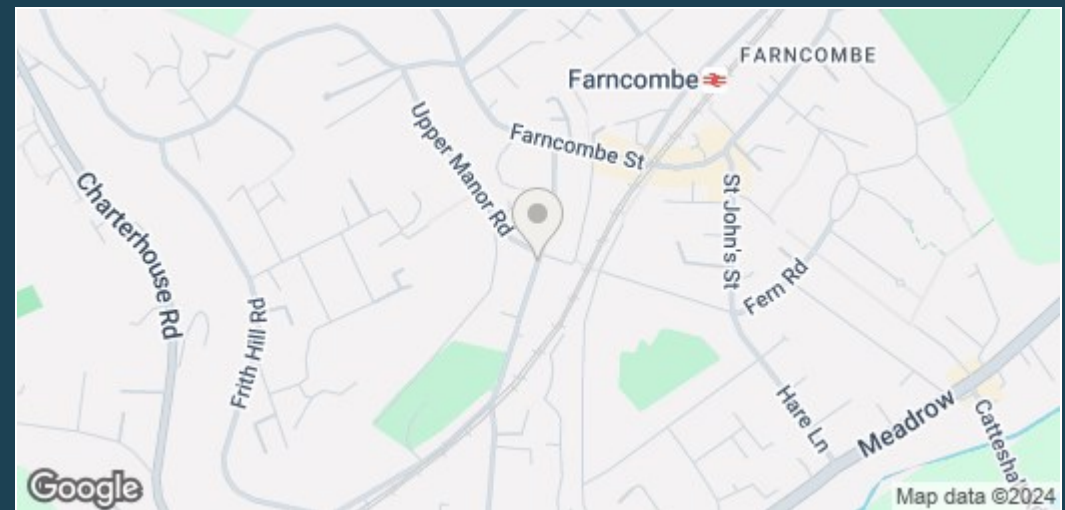 FARNCOMBE
Farncombe
Farncombe St
Upper Manor Rd
St John's St
Charterhouse Rd
Fern Rd
Frith Hill Rd
Hare Ln
Meadrow
Google
Map data ©2024